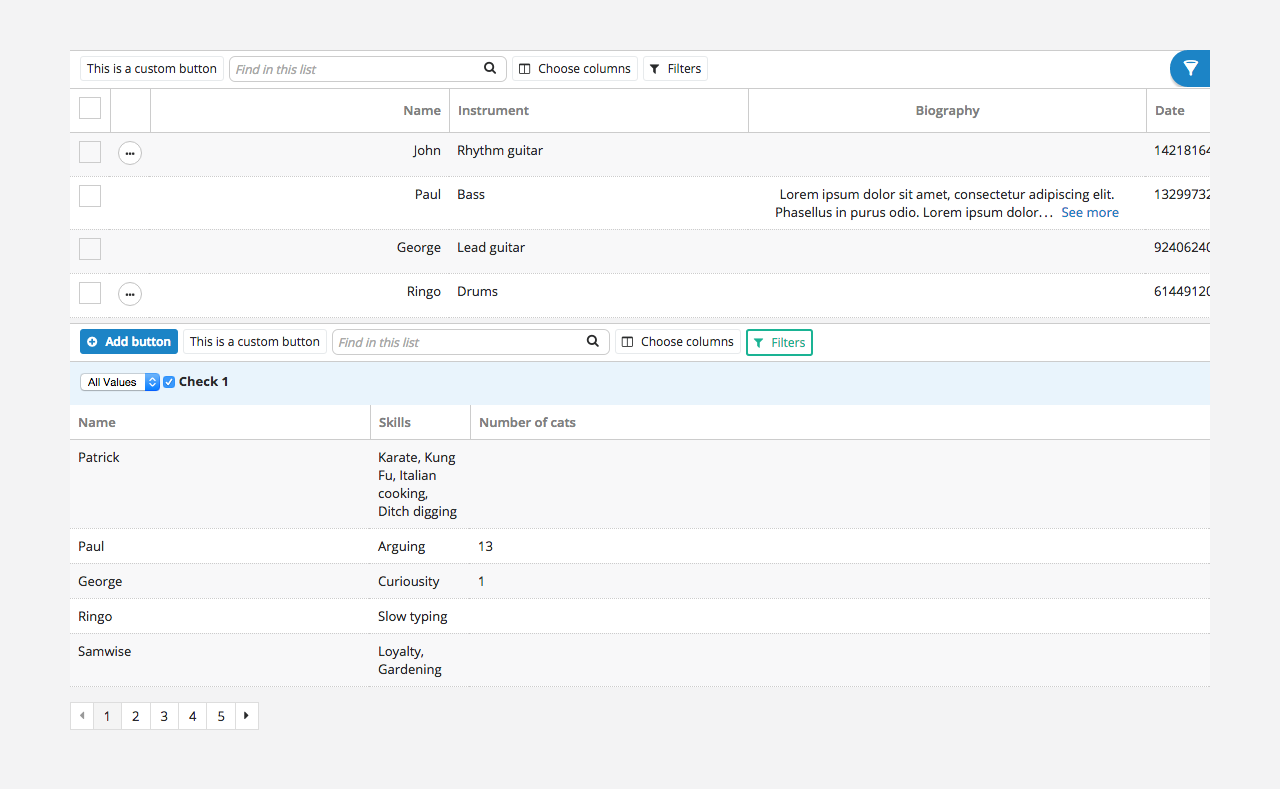 This is a custom button Find in this list Choose columns Filters
Name Instrument Biography Date
John Rhythm guitar 14218164
Paul Bass Lorem ipsum dolor sit amet, consectetur adipiscing elit. 13299732
Phasellus in purus odio. Lorem ipsum dolor... See more
George Lead guitar 92406240
Ringo Drums 61449120
Add button This is a custom button Find in this list Choose columns Filters
All Values Check 1
Name Skills Number of cats
Patrick Karate, Kung
Fu, Italian
cooking,
Ditch digging
Paul Arguing 13
George Curiousity 1
Ringo Slow typing
Samwise Loyalty,
Gardening
1 2 3 4 5